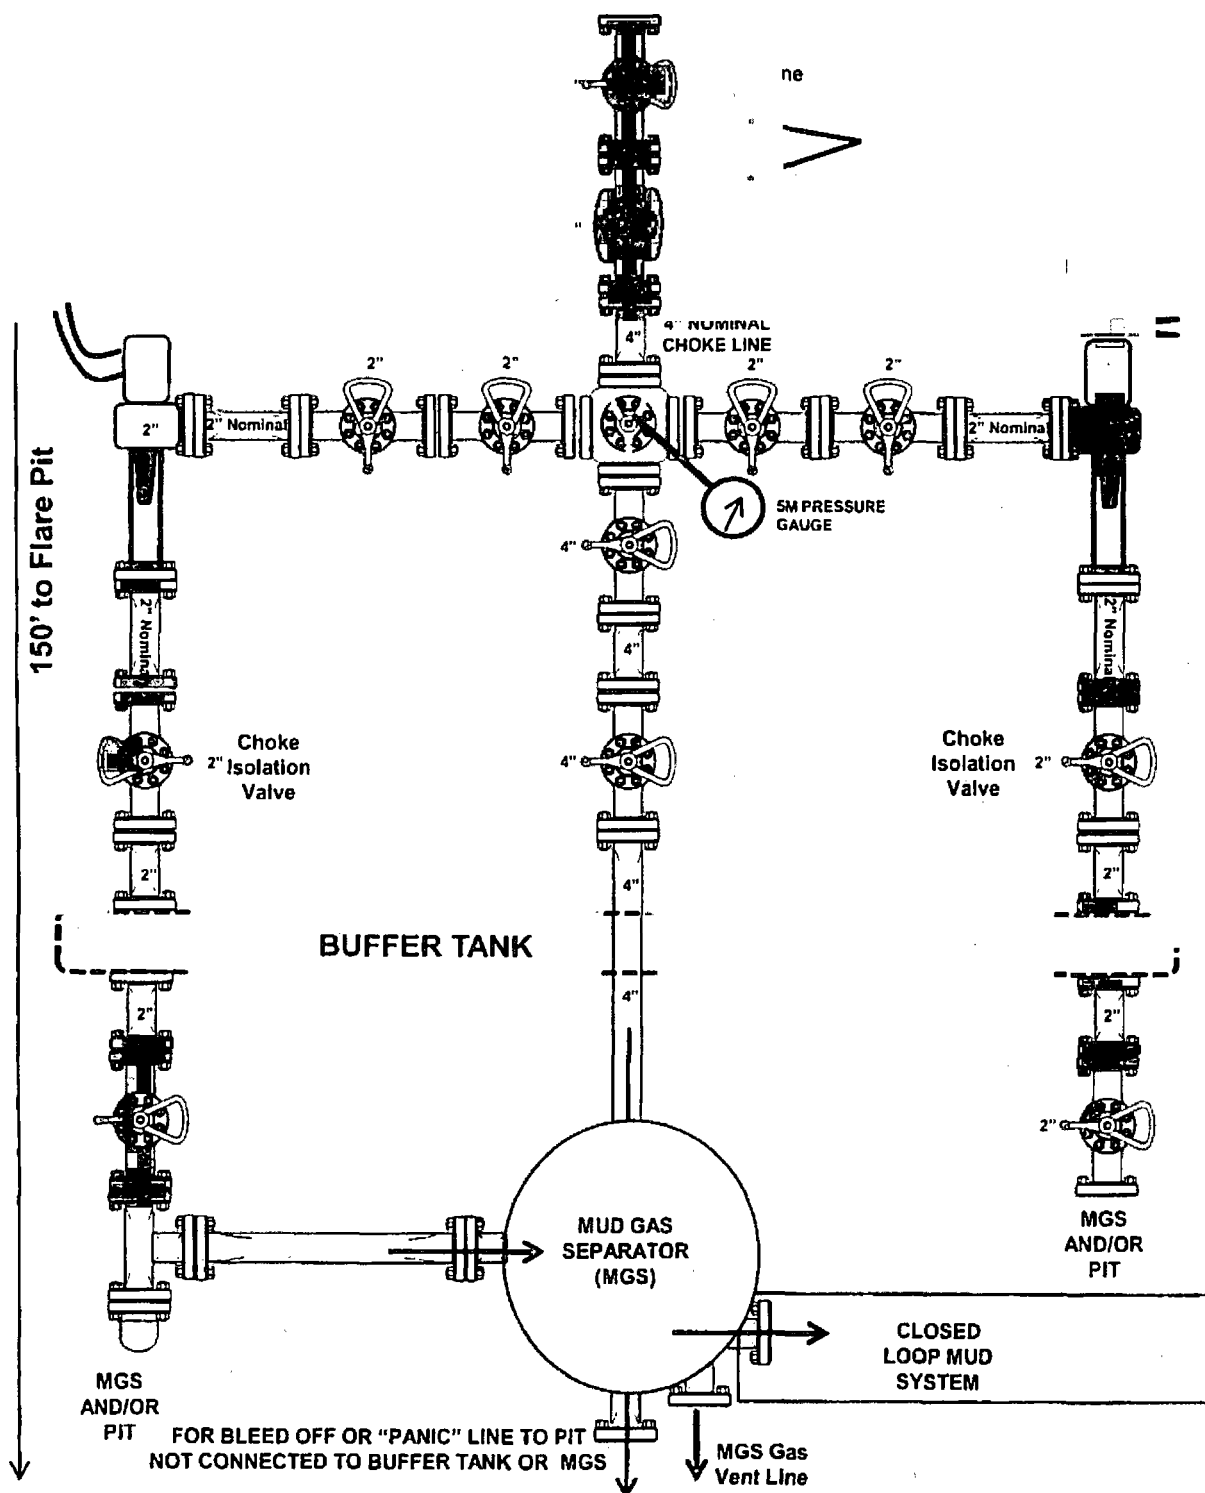 ne
4" NOMINAL
CHOKE LINE
4"
2"
2"
2"
2"
2"
2" Nominal
2" Nominal
5M PRESSURE
GAUGE
150' to Flare Pit
4"
2" Nominal
4"
2" Nominal
Choke
Isolation
Valve
2"
4"
Choke
Isolation
Valve
2"
2"
4"
2"
BUFFER TANK
2"
4"
2"
2"
MUD GAS
SEPARATOR
(MGS)
MGS
AND/OR
PIT
CLOSED
LOOP MUD
SYSTEM
MGS
AND/OR
PIT
FOR BLEED OFF OR “PANIC” LINE TO PIT
NOT CONNECTED TO BUFFER TANK OR MGS
MGS Gas
Vent Line